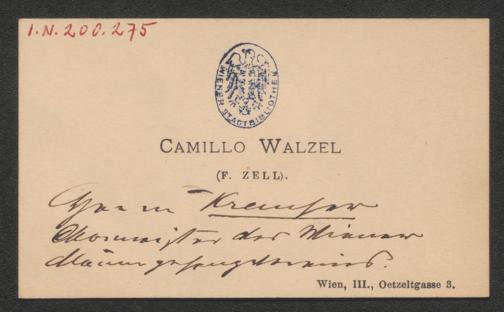 I.N. 200.275
WIENER STADTBIBLIOTHEK
CAMILLO WALZEL
(F. ZELL).
Herrn Kremser
Chormeister des Wiener
Männergesangvereins.
Wien, III., Oetzeltgasse 3.